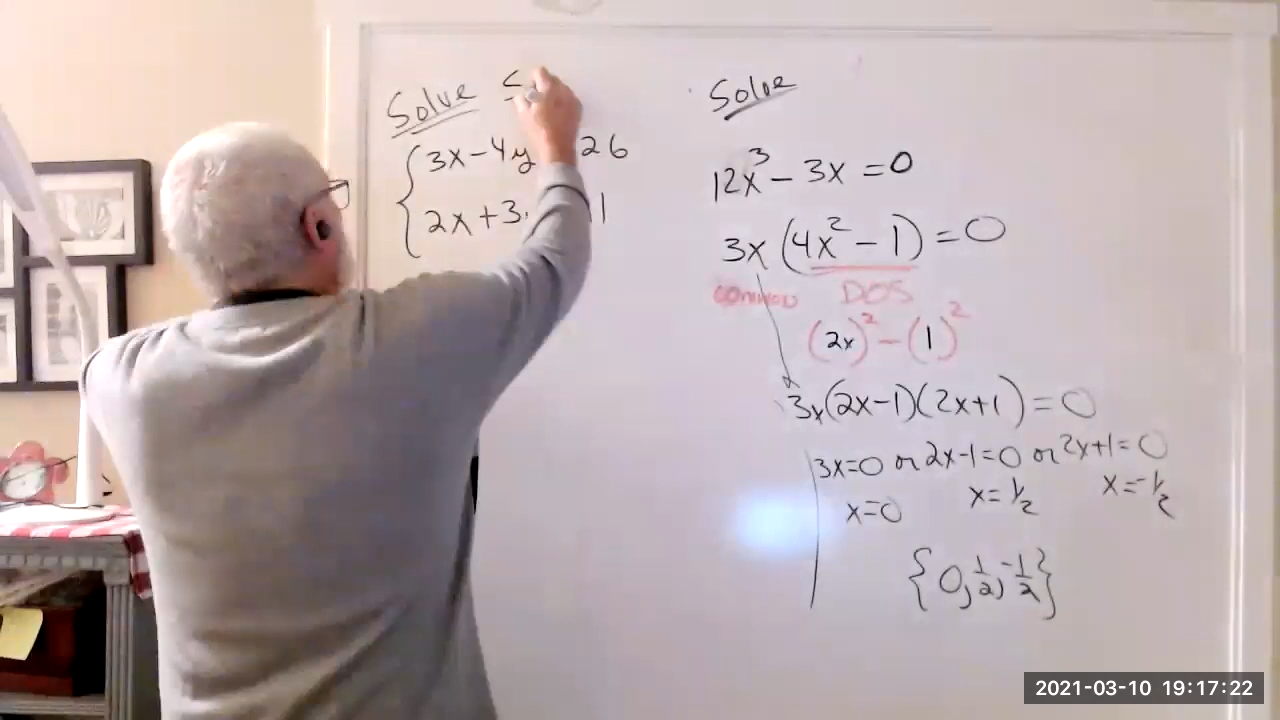 Solve S
3x-4y 26
2x+3 1
Solve
12x³-3x=0
3x(4x²-1)=0
common DOS
(2x)²-(1)²
3x(2x-1)(2x+1)=0
3x=0 or 2x-1=0 or 2x+1=0
x=0 x=1/2 x=-1/2
{0,1/2,-1/2}
2021-03-10 19:17:22